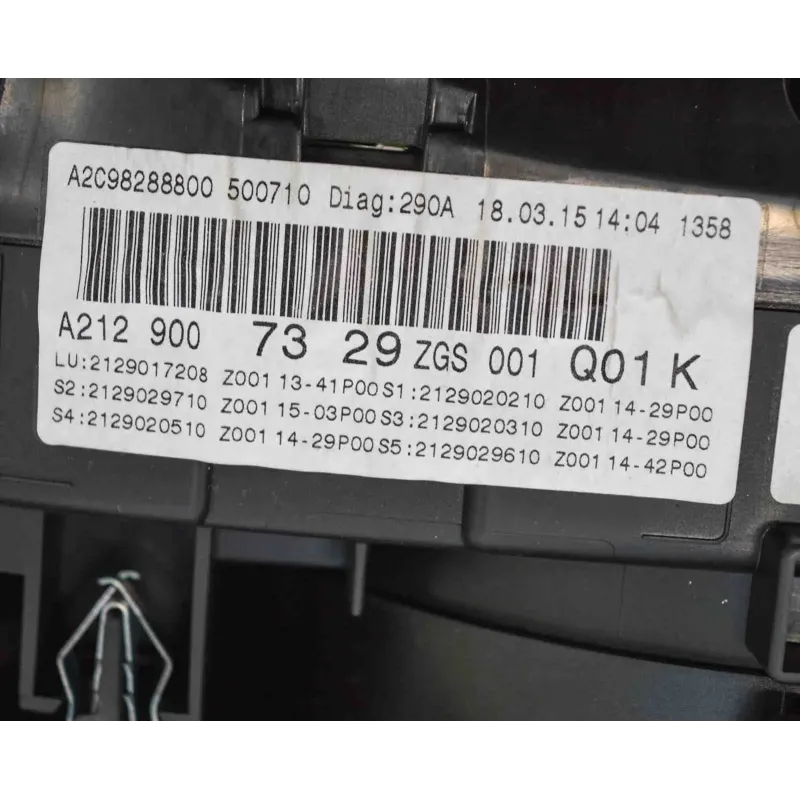 A2C98288800 500710 Diag:290A 18.03.15 14:04 1358
A212 900 73 29 ZGS 001 Q01 K
LU:2129017208 Z001 13-41P00 S1:2129020210 Z001 14-29P00
S2:2129029710 Z001 15-03P00 S3:2129020310 Z001 14-29P00
S4:2129020510 Z001 14-29P00 S5:2129029610 Z001 14-42P00